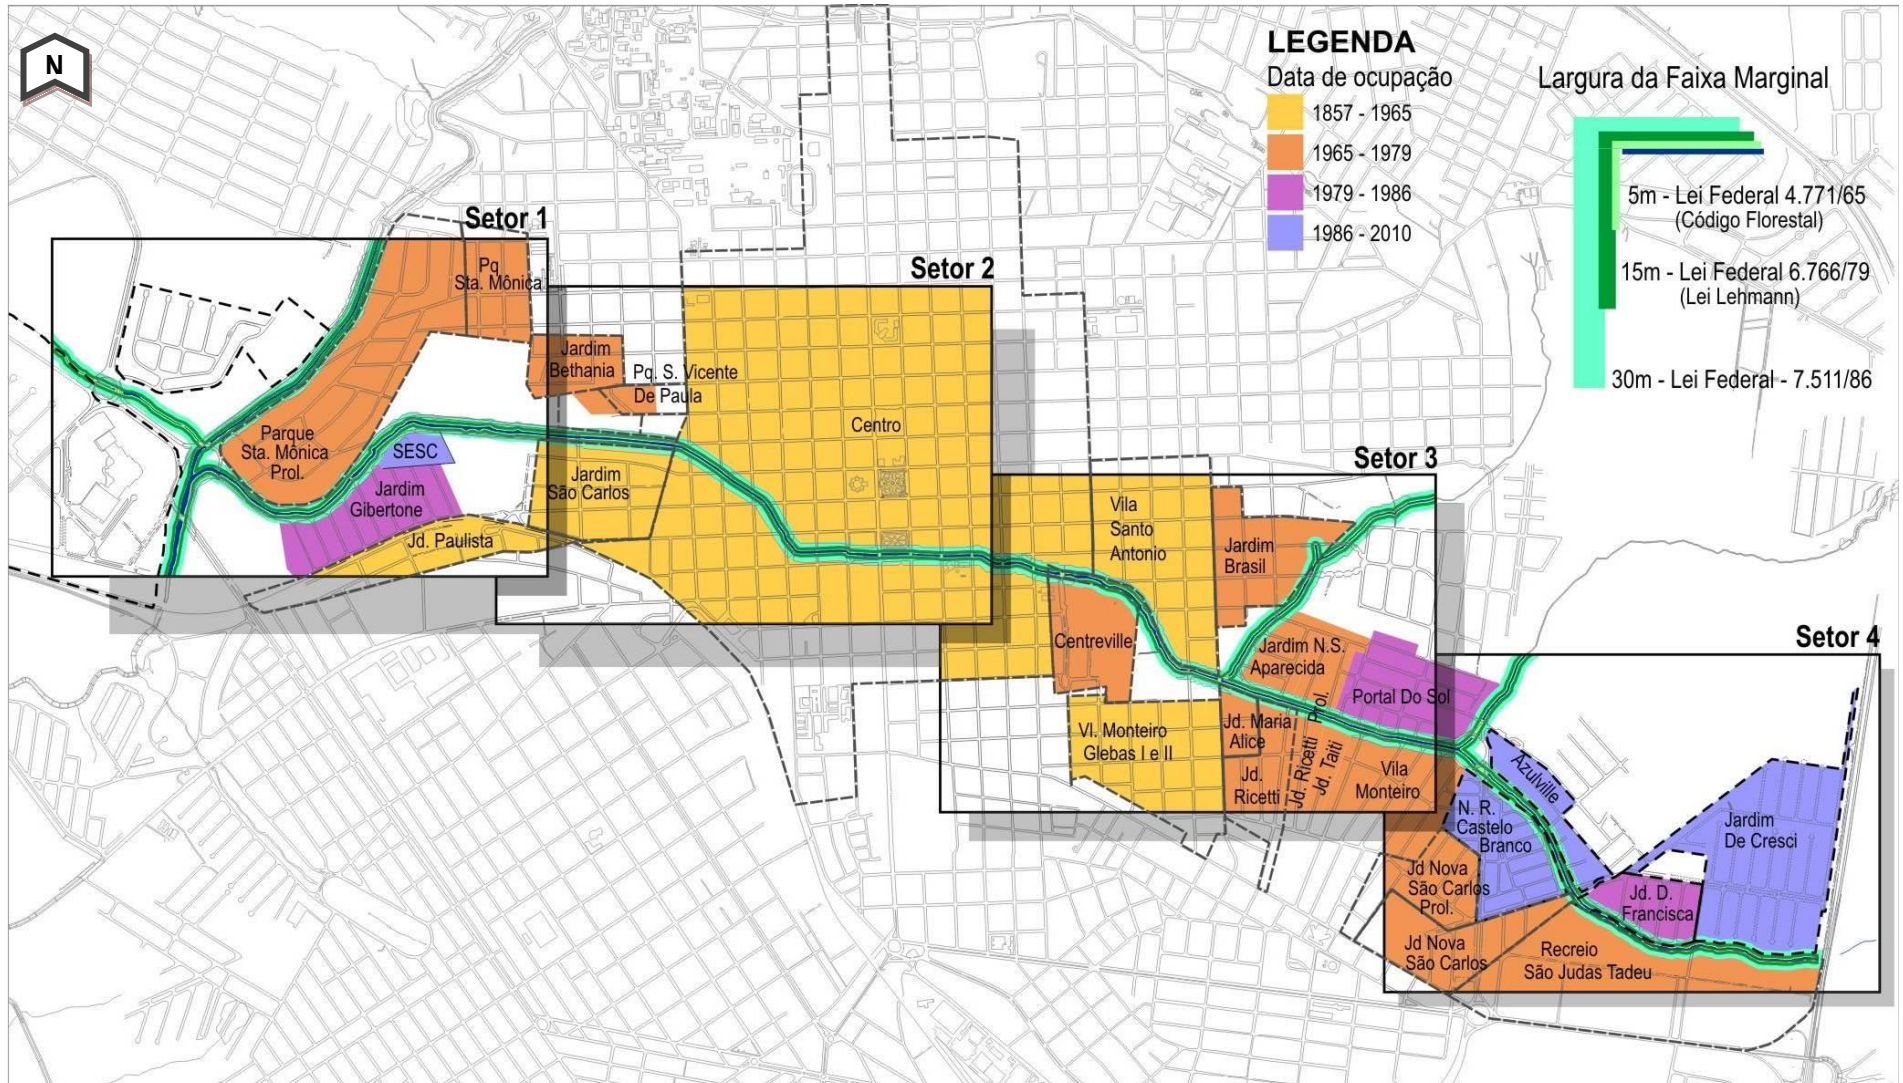 N
LEGENDA
Data de ocupação
1857 - 1965
1965 - 1979
1979 - 1986
1986 - 2010
Largura da Faixa Marginal
5m - Lei Federal 4.771/65
(Código Florestal)
15m - Lei Federal 6.766/79
(Lei Lehmann)
30m - Lei Federal - 7.511/86
Setor 1
Pq
Sta. Mônica
Parque
Sta. Mônica
Prol.
SESC
Jardim
Gibertone
Jd. Paulista
Setor 2
Jardim
Bethania
Pq. S. Vicente
De Paula
Centro
Jardim
São Carlos
Setor 3
Vila
Santo
Antonio
Jardim
Brasil
Centreville
Jardim N.S.
Aparecida
Portal Do Sol
Vl. Monteiro
Glebas I e II
Jd. Maria
Alice
Jd.
Ricetti
Jd. Ricetti Prol.
Jd. Taiti
Vila
Monteiro
Setor 4
Azulville
N. R.
Castelo
Branco
Jardim
De Cresci
Jd Nova
São Carlos
Prol.
Jd. D.
Francisca
Jd Nova
São Carlos
Recreio
São Judas Tadeu